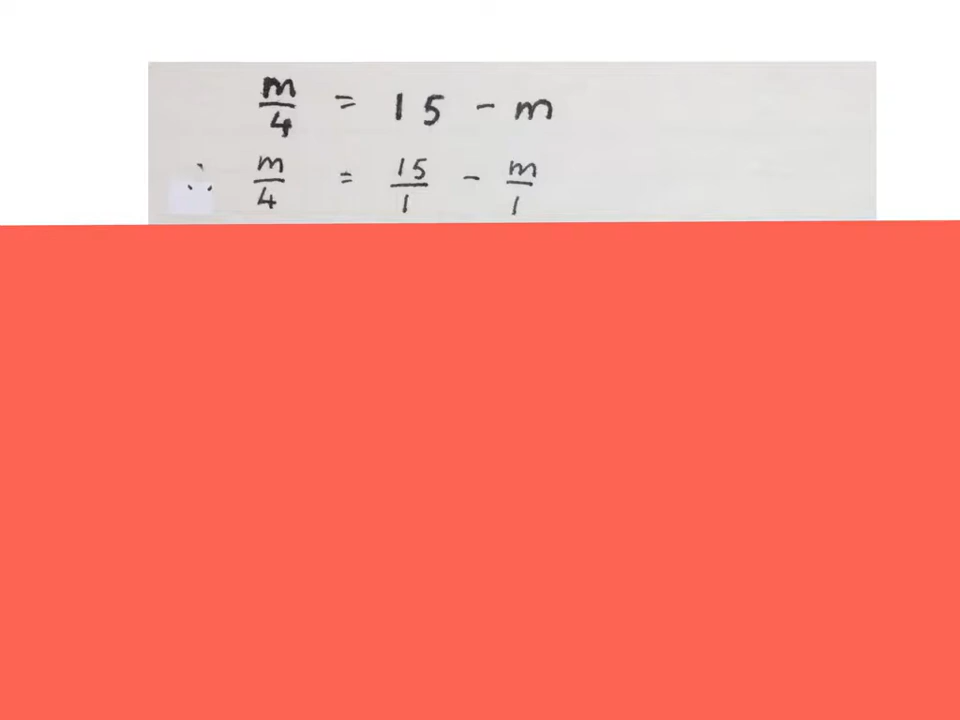 m/4 = 15 - m
∴ m/4 = 15/1 - m/1